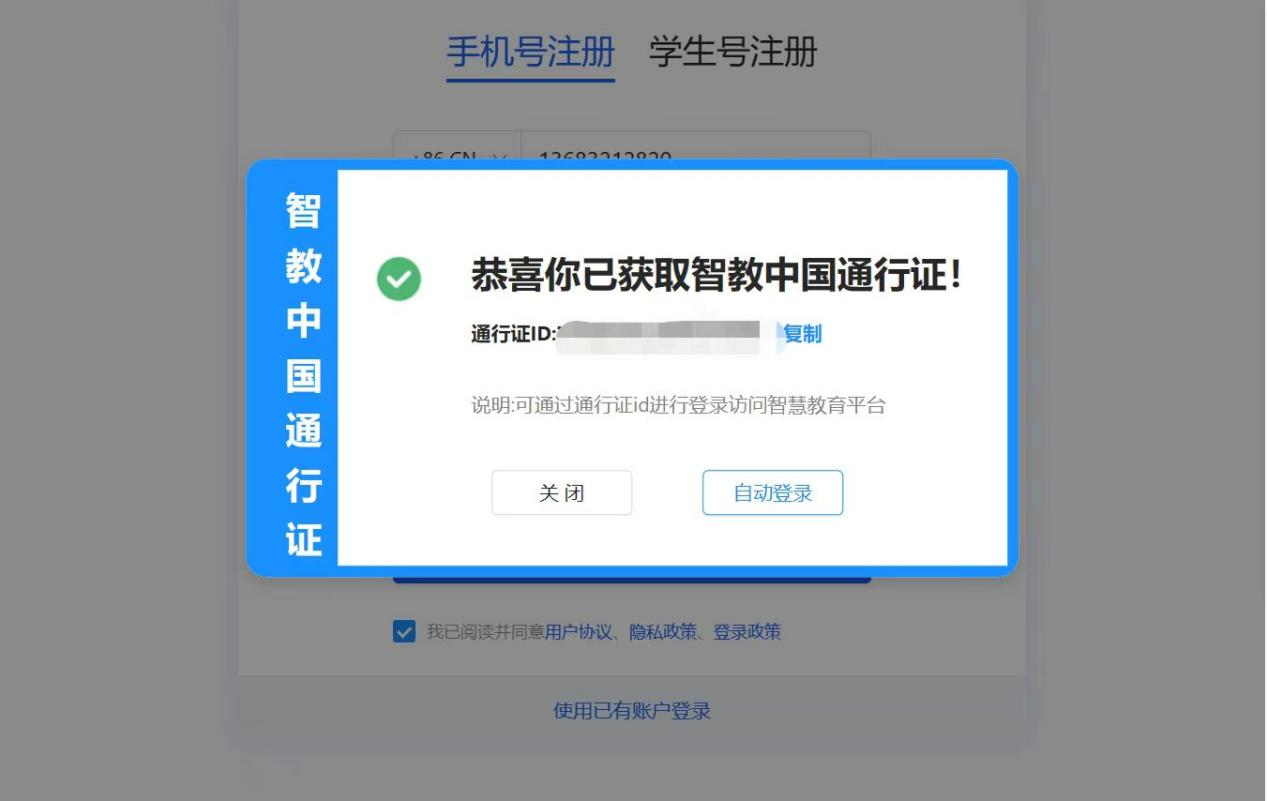 手机号注册 学生号注册
+86 CN 13683212820
智教中国通行证
恭喜你已获取智教中国通行证！
通行证ID: 复制
说明:可通过通行证id进行登录访问智慧教育平台
关闭 自动登录
我已阅读并同意用户协议、隐私政策、登录政策
使用已有账户登录